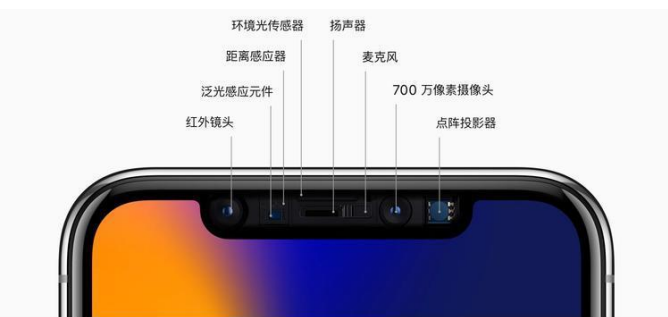 环境光传感器
扬声器
距离感应器
麦克风
泛光感应元件
700 万像素摄像头
红外镜头
点阵投影器